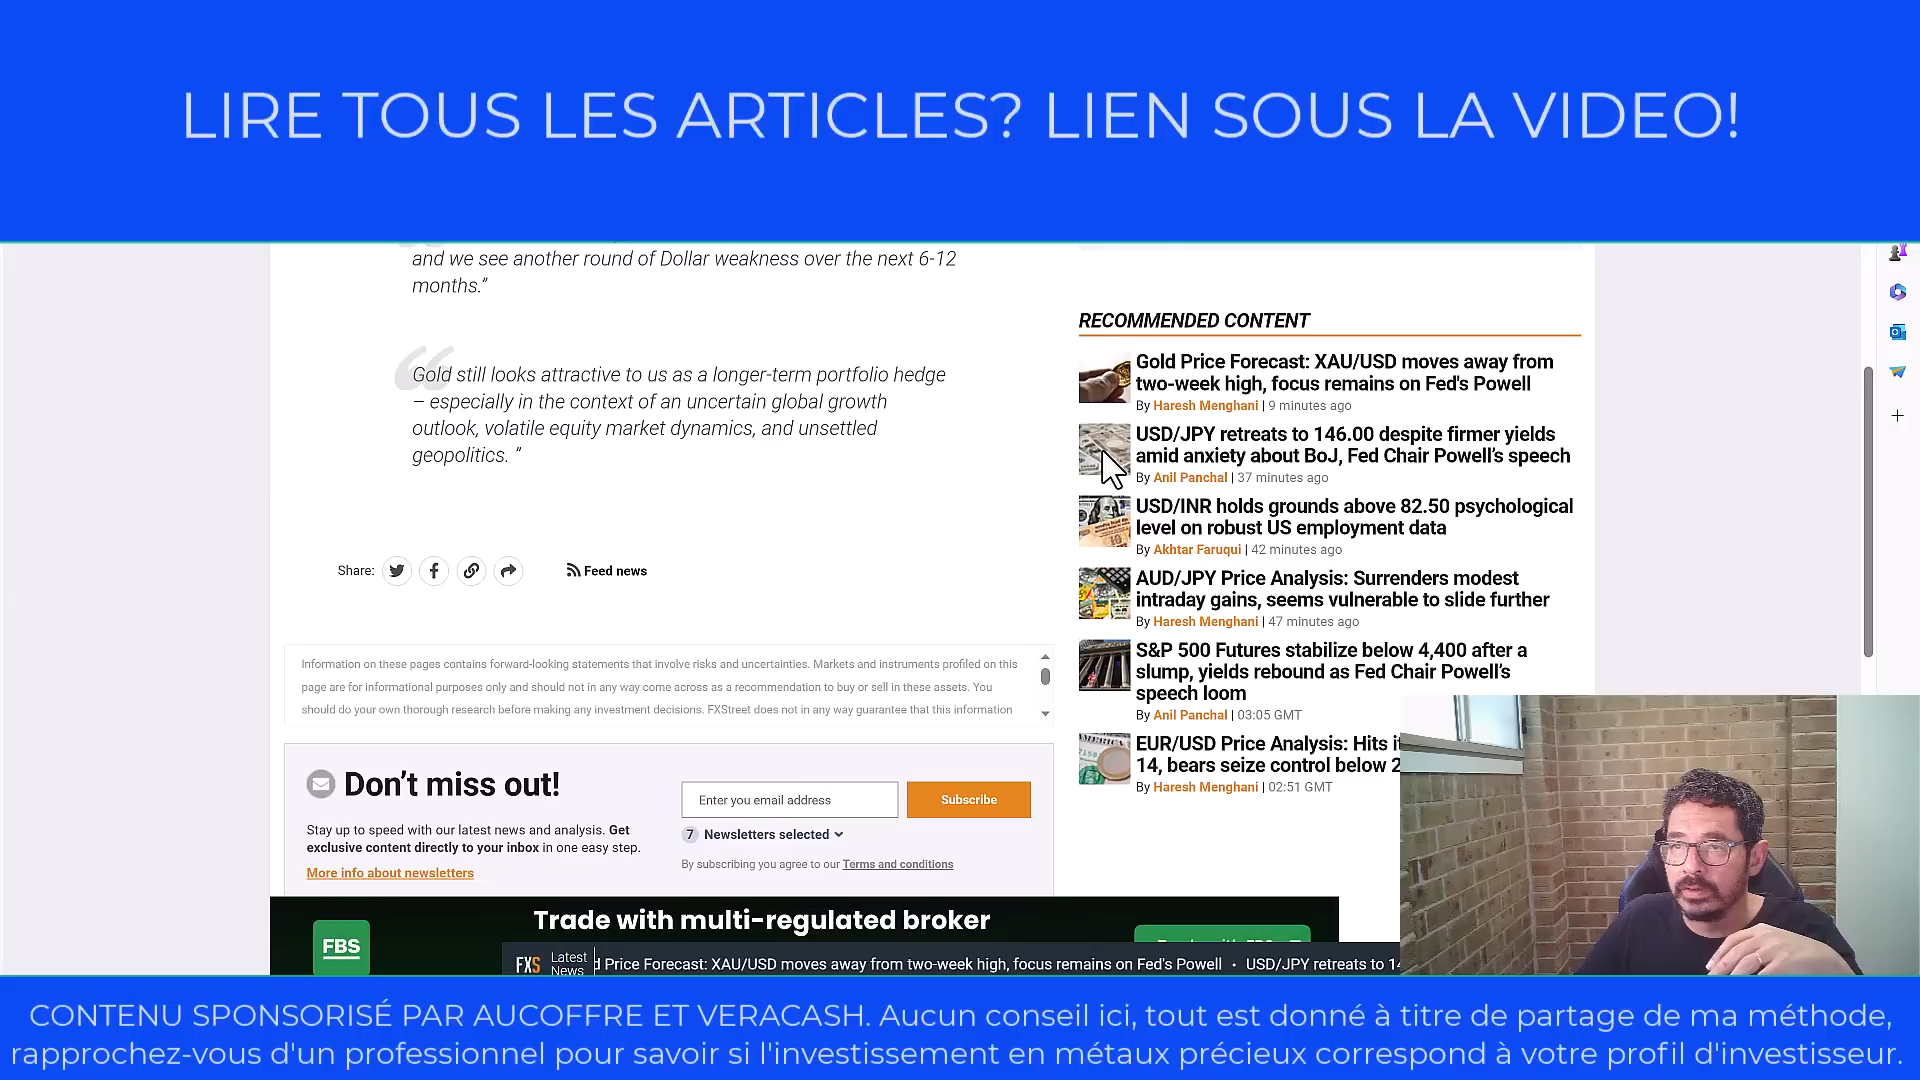 LIRE TOUS LES ARTICLES? LIEN SOUS LA VIDEO!
and we see another round of Dollar weakness over the next 6-12
months.”
Gold still looks attractive to us as a longer-term portfolio hedge
– especially in the context of an uncertain global growth
outlook, volatile equity market dynamics, and unsettled
geopolitics. ”
Share:
Feed news
Information on these pages contains forward-looking statements that involve risks and uncertainties. Markets and instruments profiled on this
page are for informational purposes only and should not in any way come across as a recommendation to buy or sell in these assets. You
should do your own thorough research before making any investment decisions. FXStreet does not in any way guarantee that this information
Don’t miss out!
Stay up to speed with our latest news and analysis. Get
exclusive content directly to your inbox in one easy step.
More info about newsletters
Enter you email address
Subscribe
7 Newsletters selected
By subscribing you agree to our Terms and conditions
RECOMMENDED CONTENT
Gold Price Forecast: XAU/USD moves away from
two-week high, focus remains on Fed's Powell
By Haresh Menghani | 9 minutes ago
USD/JPY retreats to 146.00 despite firmer yields
amid anxiety about BoJ, Fed Chair Powell’s speech
By Anil Panchal | 37 minutes ago
USD/INR holds grounds above 82.50 psychological
level on robust US employment data
By Akhtar Faruqui | 42 minutes ago
AUD/JPY Price Analysis: Surrenders modest
intraday gains, seems vulnerable to slide further
By Haresh Menghani | 47 minutes ago
S&P 500 Futures stabilize below 4,400 after a
slump, yields rebound as Fed Chair Powell’s
speech loom
By Anil Panchal | 03:05 GMT
EUR/USD Price Analysis: Hits
14, bears seize control below
By Haresh Menghani | 02:51 GMT
FBS
Trade with multi-regulated broker
FXS
Latest
News
Price Forecast: XAU/USD moves away from two-week high, focus remains on Fed's Powell • USD/JPY retreats to
CONTENU SPONSORISÉ PAR AUCOFFRE ET VERACASH. Aucun conseil ici, tout est donné à titre de partage de ma méthode,
rapprochez-vous d'un professionnel pour savoir si l'investissement en métaux précieux correspond à votre profil d'investisseur.